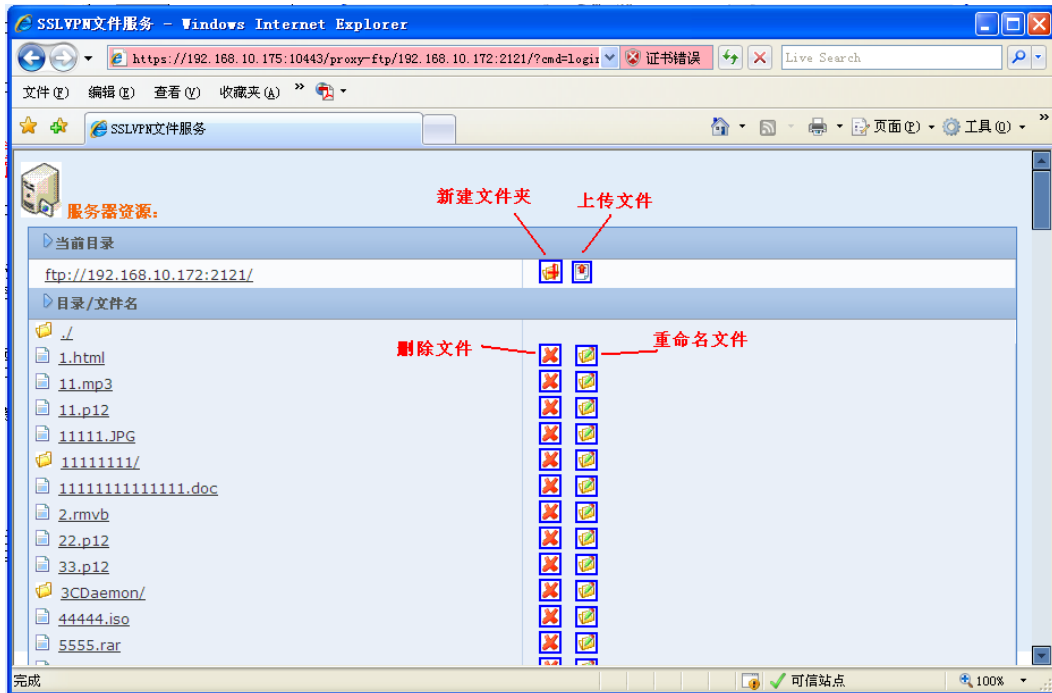 SSLVPN文件服务 - Windows Internet Explorer
https://192.168.10.175:10443/proxy-ftp/192.168.10.172:2121/?cmd=login
证书错误
Live Search
文件(F) 编辑(E) 查看(V) 收藏夹(A) »
SSLVPN文件服务
页面(P) 工具(O) »
服务器资源:
新建文件夹
上传文件
当前目录
ftp://192.168.10.172:2121/
目录/文件名
./
删除文件
重命名文件
1.html
11.mp3
11.p12
11111.JPG
11111111/
11111111111111.doc
2.rmvb
22.p12
33.p12
3CDaemon/
44444.iso
5555.rar
完成
可信站点
100%